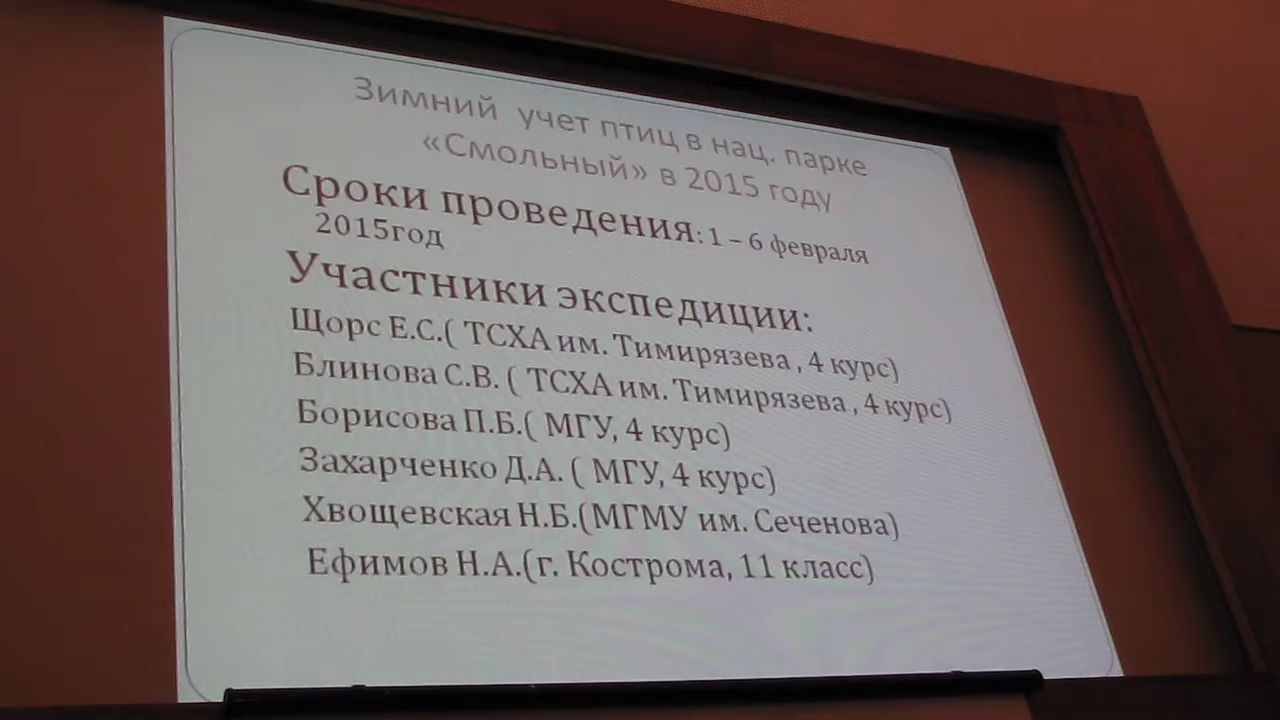 Зимний учет птиц в нац. парке
«Смольный» в 2015 году
Сроки проведения: 1 – 6 февраля
2015год
Участники экспедиции:
Щорс Е.С.( ТСХА им. Тимирязева , 4 курс)
Блинова С.В. ( ТСХА им. Тимирязева , 4 курс)
Борисова П.Б.( МГУ, 4 курс)
Захарченко Д.А. ( МГУ, 4 курс)
Хвощевская Н.Б.(МГМУ им. Сеченова)
Ефимов Н.А.(г. Кострома, 11 класс)